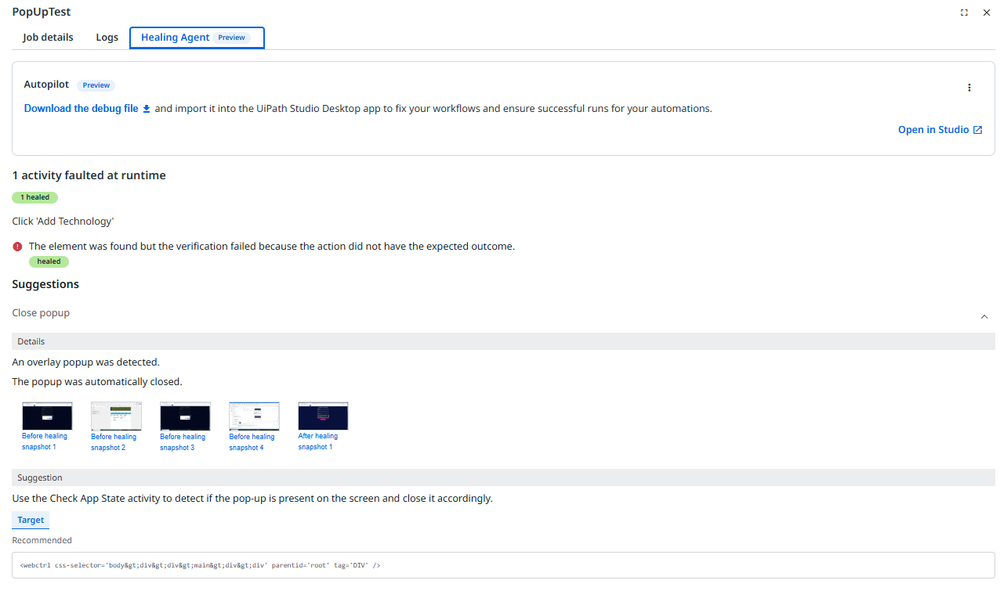 PopUpTest
Job details Logs Healing Agent Preview
Autopilot Preview
Download the debug file and import it into the UiPath Studio Desktop app to fix your workflows and ensure successful runs for your automations.
Open in Studio
1 activity faulted at runtime
1 healed
Click 'Add Technology'
The element was found but the verification failed because the action did not have the expected outcome.
healed
Suggestions
Close popup
Details
An overlay popup was detected.
The popup was automatically closed.
Before healing snapshot 1
Before healing snapshot 2
Before healing snapshot 3
Before healing snapshot 4
After healing snapshot 1
Suggestion
Use the Check App State activity to detect if the pop-up is present on the screen and close it accordingly.
Target
Recommended
<webctrl css-selector='body&gt;div&gt;div&gt;main&gt;div&gt;div' parentid='root' tag='DIV' />